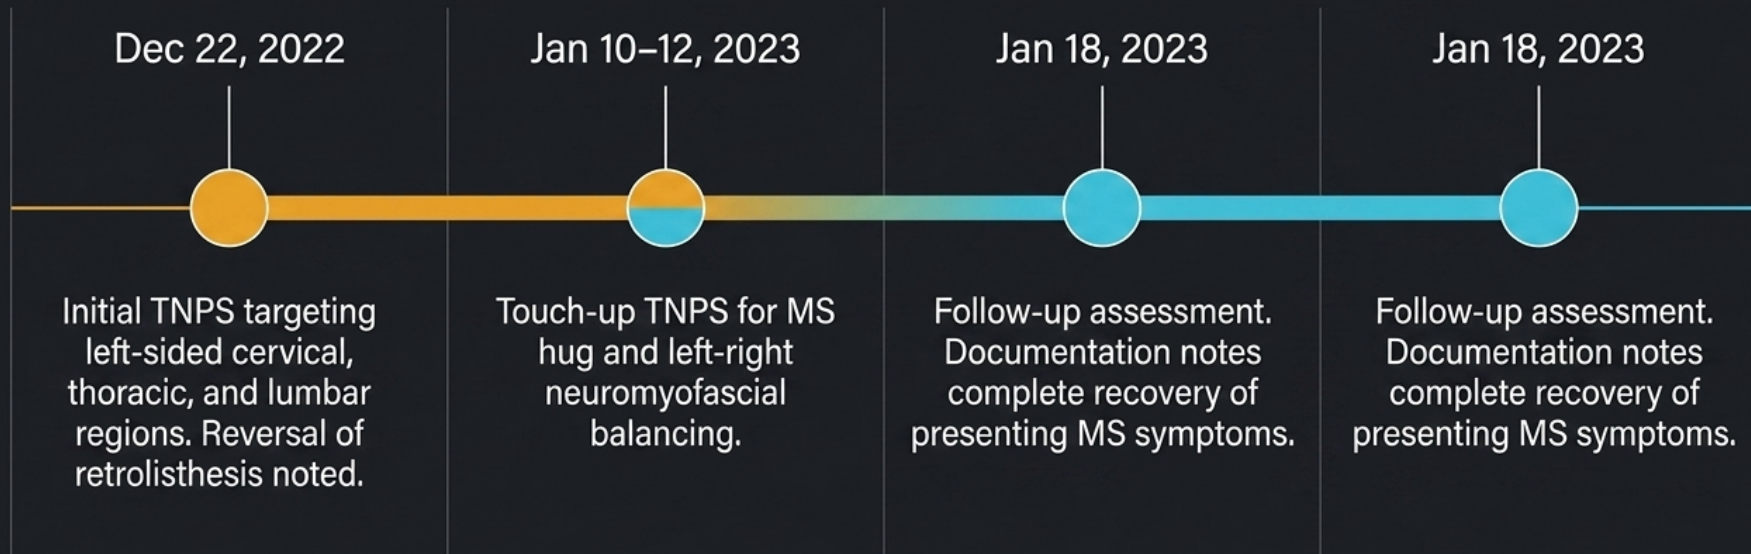 Dec 22, 2022
Initial TNPS targeting
left-sided cervical,
thoracic, and lumbar
regions. Reversal of
retrolisthesis noted.
Jan 10–12, 2023
Touch-up TNPS for MS
hug and left-right
neuromyofascial
balancing.
Jan 18, 2023
Follow-up assessment.
Documentation notes
complete recovery of
presenting MS symptoms.
Jan 18, 2023
Follow-up assessment.
Documentation notes
complete recovery of
presenting MS symptoms.